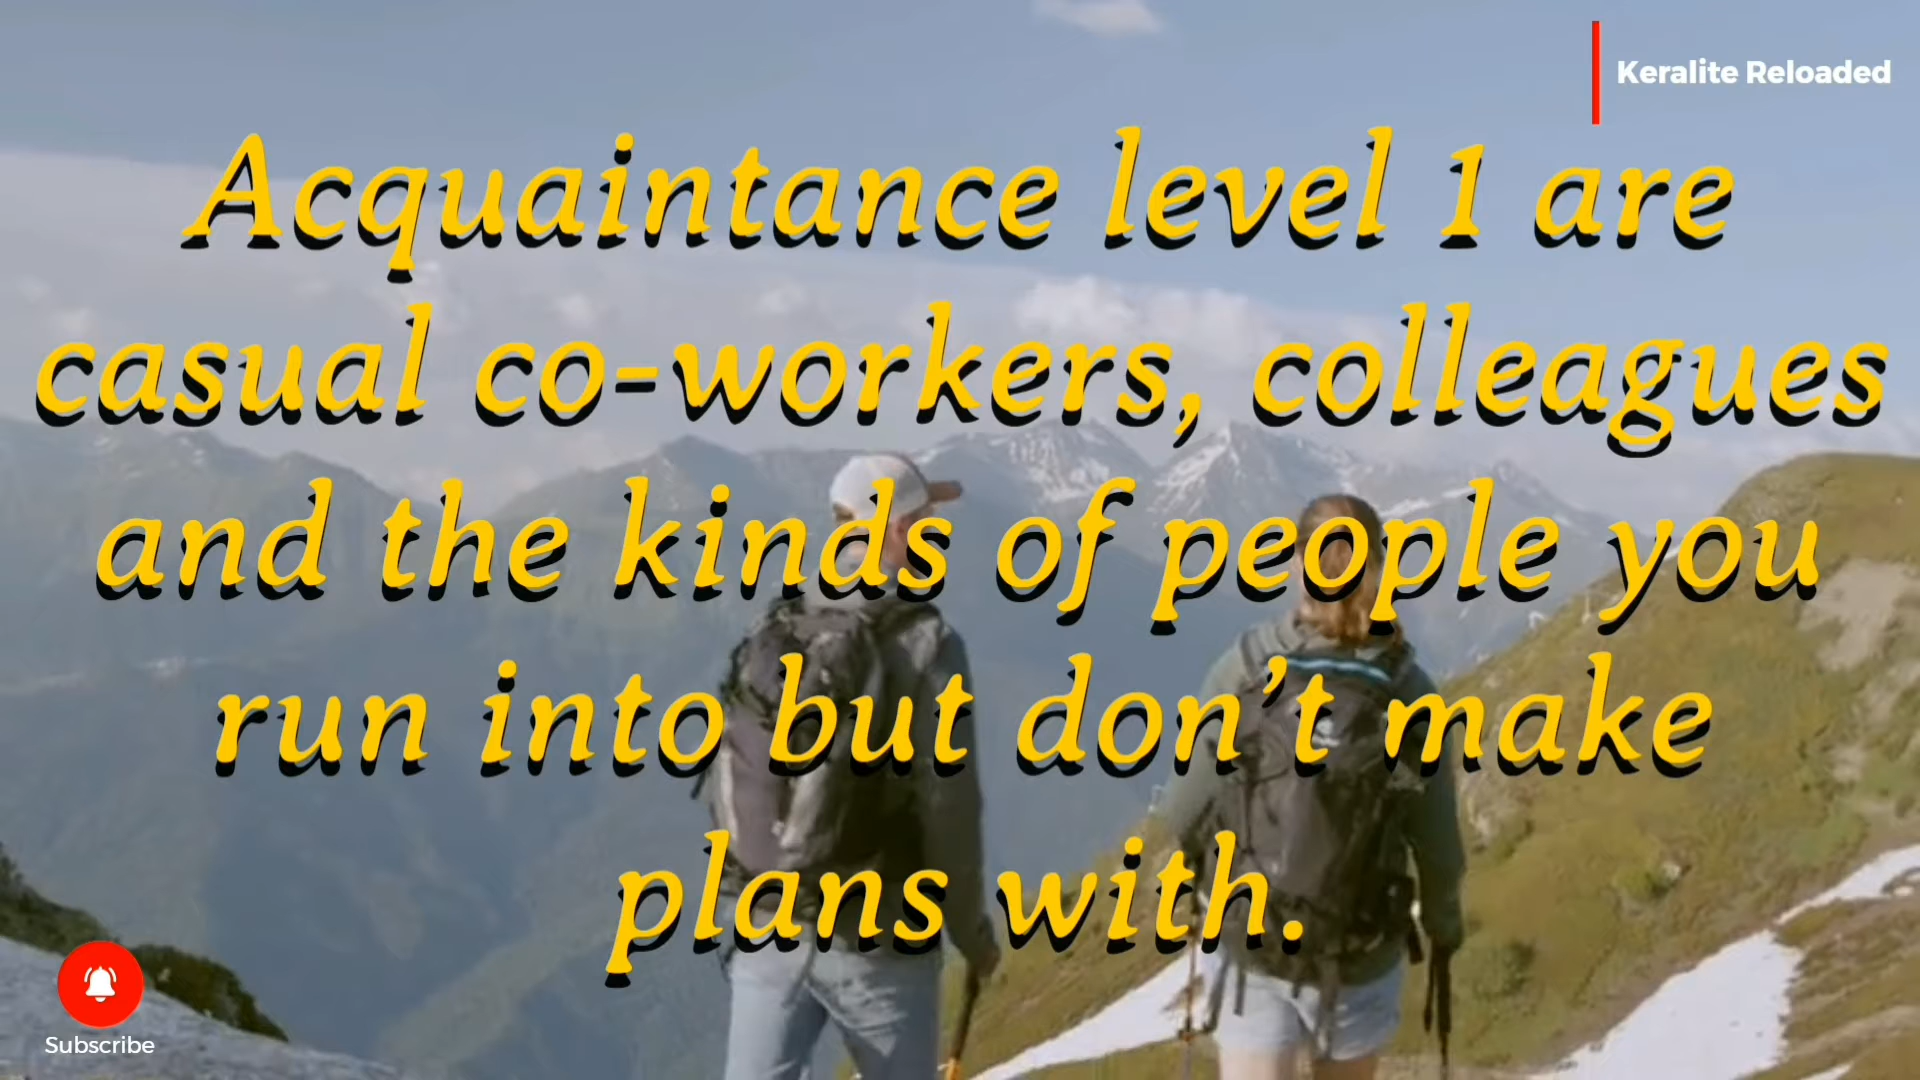 Keralite Reloaded
Acquaintance level 1 are
casual co-workers, colleagues
and the kinds of people you
run into but don’t make
plans with.
Subscribe